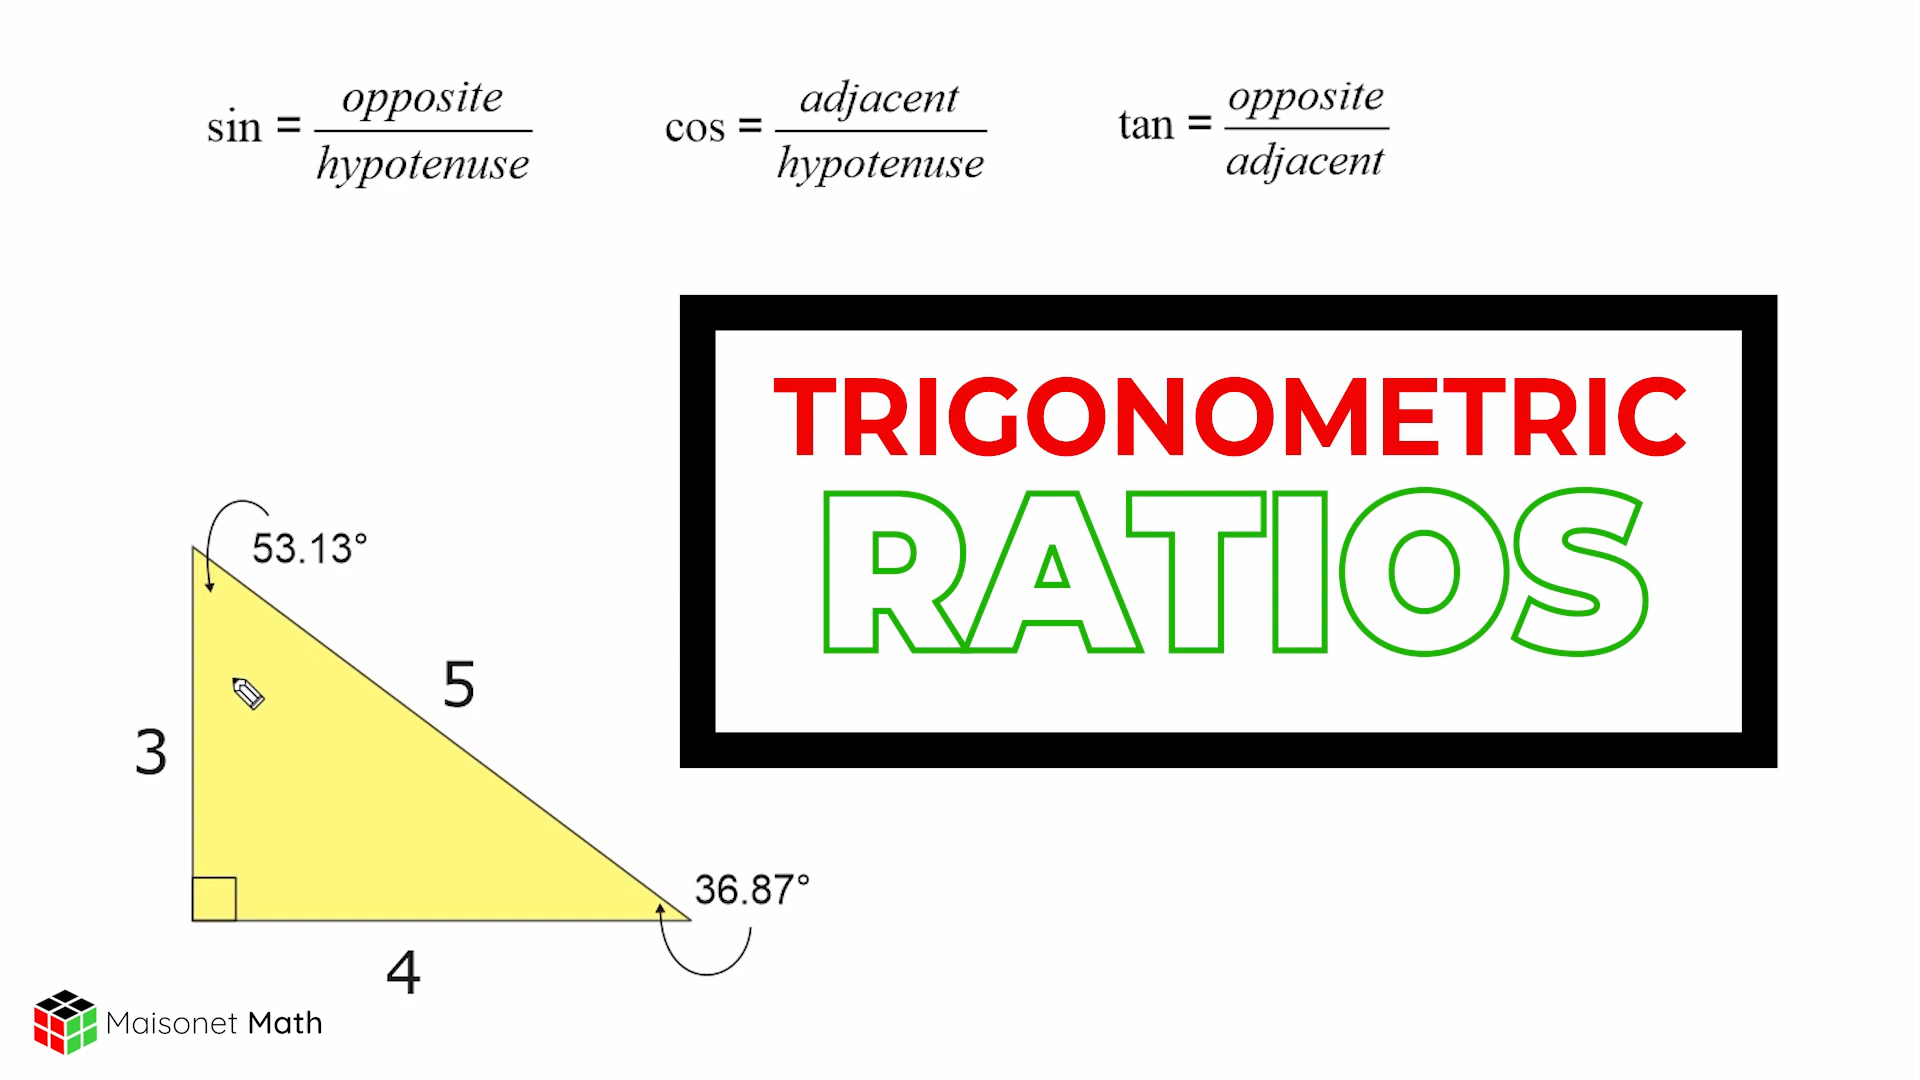 sin = opposite / hypotenuse
cos = adjacent / hypotenuse
tan = opposite / adjacent
TRIGONOMETRIC
RATIOS
53.13°
5
3
36.87°
4
Maisonet Math